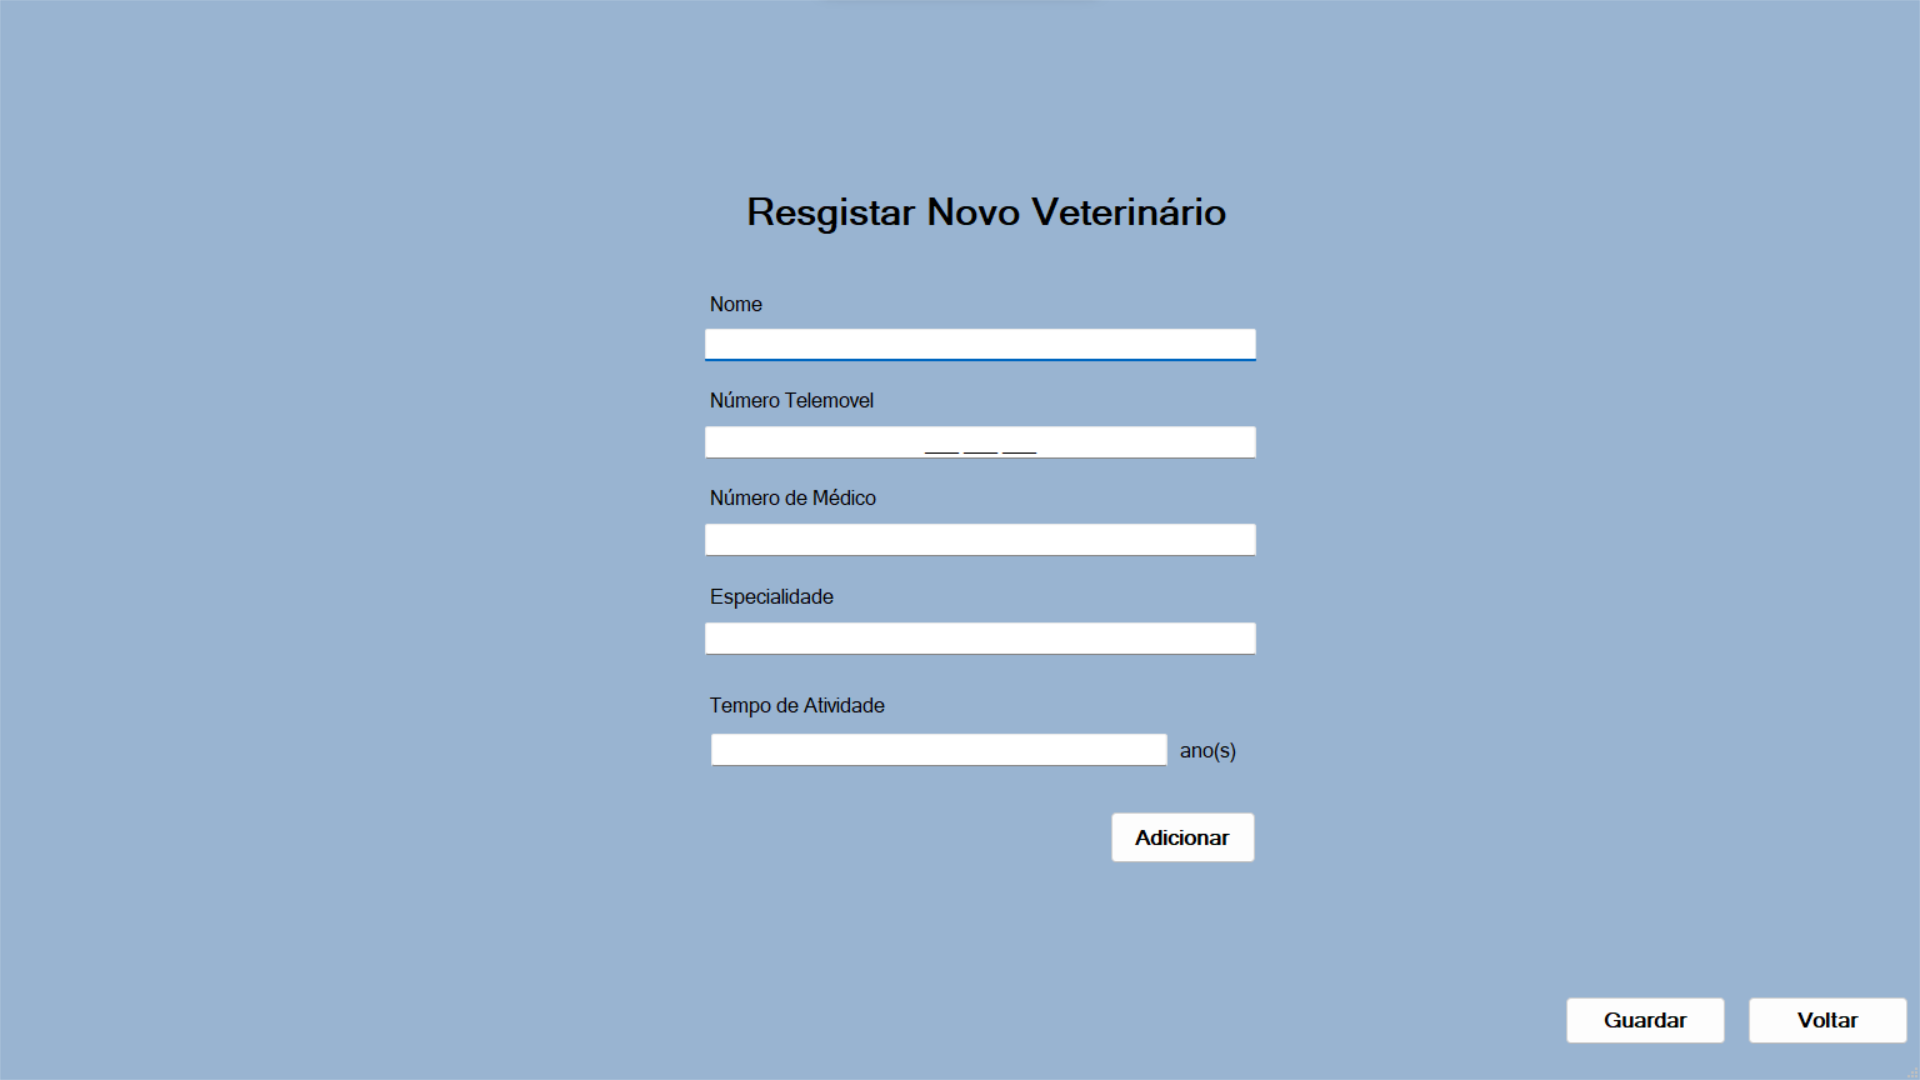 Resgistar Novo Veterinário
Nome
Número Telemovel
___ ___ ___
Número de Médico
Especialidade
Tempo de Atividade
ano(s)
Adicionar
Guardar
Voltar